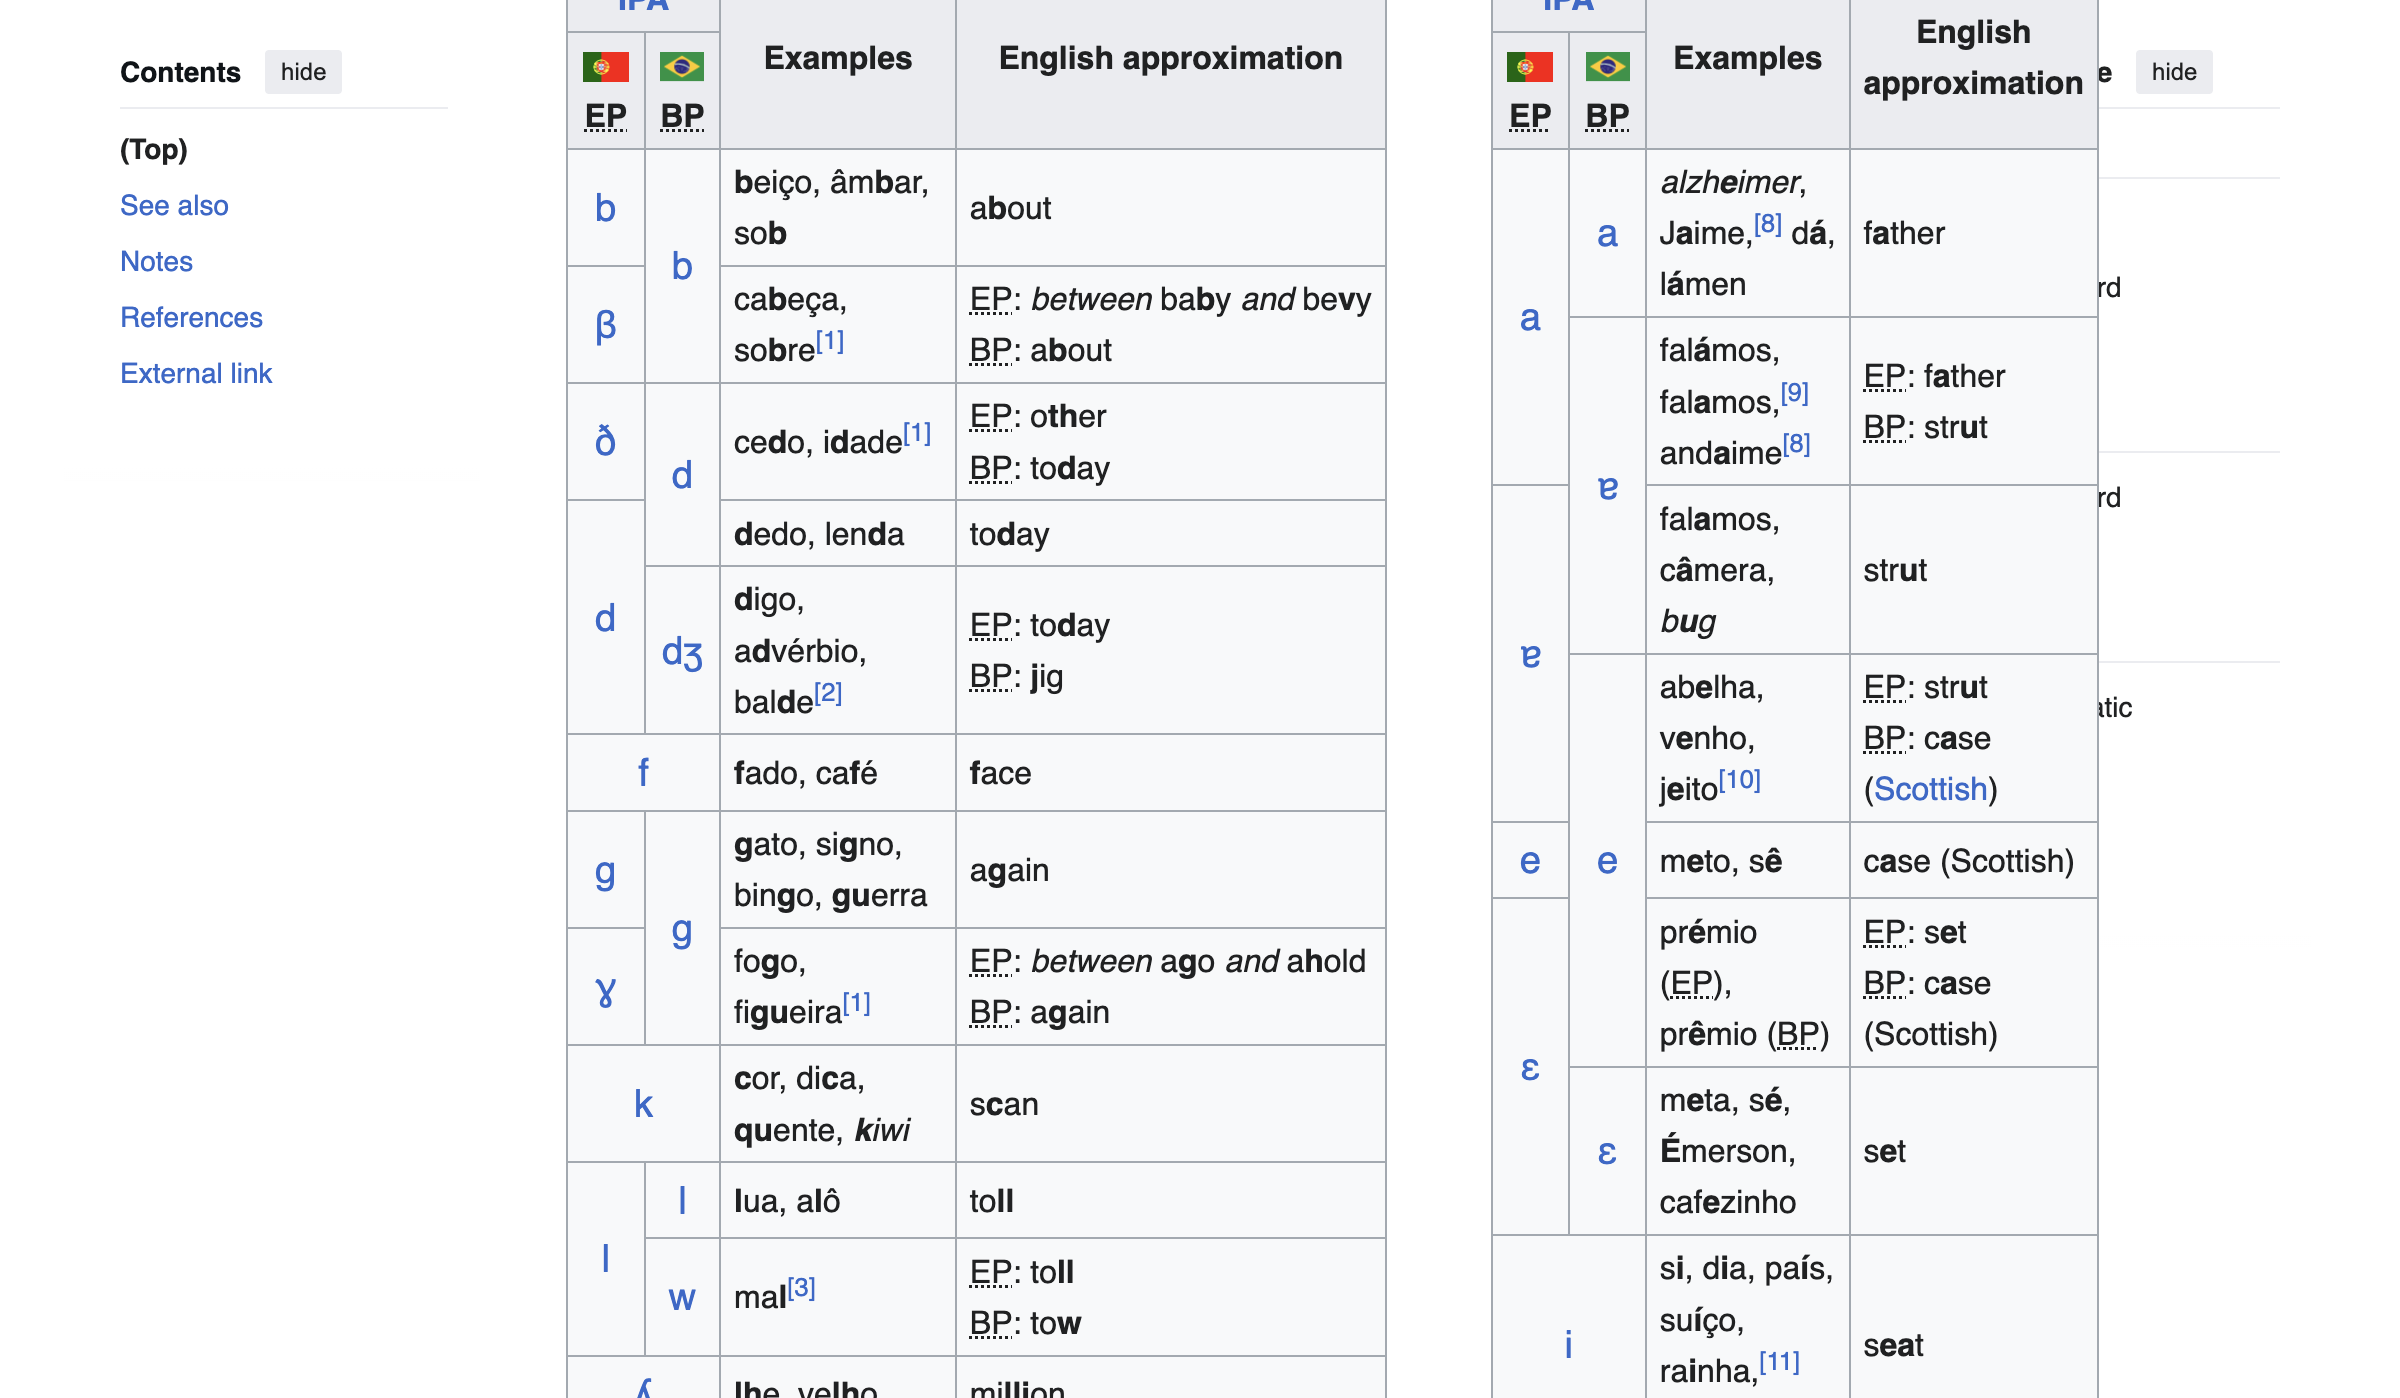 Contents hide
(Top)
See also
Notes
References
External link
IPA
Examples
English approximation
EP
BP
b
b
beiço, âmbar,
sob
about
β
cabeça,
sobre[1]
EP: between baby and bevy
BP: about
ð
d
cedo, idade[1]
EP: other
BP: today
d
dedo, lenda
today
dʒ
digo,
advérbio,
balde[2]
EP: today
BP: jig
f
fado, café
face
g
g
gato, signo,
bingo, guerra
again
ɣ
fogo,
figueira[1]
EP: between ago and ahold
BP: again
k
cor, dica,
quente, kiwi
scan
l
l
lua, alô
toll
w
mal[3]
EP: toll
BP: tow
ʎ
lhe, velho
million
IPA
Examples
English
approximation
EP
BP
a
a
alzheimer,
Jaime,[8] dá,
lámen
father
ɐ
falámos,
falamos,[9]
andaime[8]
EP: father
BP: strut
ɐ
falamos,
câmera,
bug
strut
e
abelha,
venho,
jeito[10]
EP: strut
BP: case
(Scottish)
e
meto, sê
case (Scottish)
ɛ
prémio
(EP),
prêmio (BP)
EP: set
BP: case
(Scottish)
ɛ
meta, sé,
Émerson,
cafezinho
set
i
si, dia, país,
suíço,
rainha,[11]
seat
e hide
rd
rd
atic